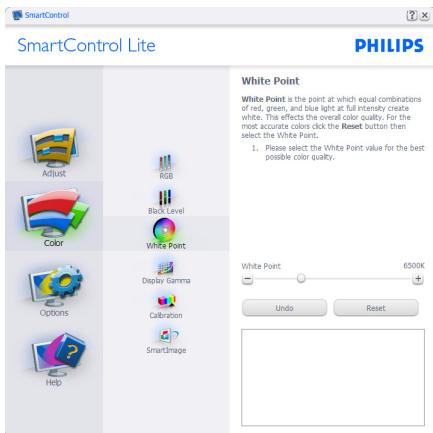 SmartControl
SmartControl Lite
PHILIPS
Adjust
Color
Options
Help
RGB
Black Level
White Point
Display Gamma
Calibration
SmartImage
White Point
White Point is the point at which equal combinations
of red, green, and blue light at full intensity create
white. This effects the overall color quality. For the
most accurate colors click the Reset button then
select the White Point.
1. Please select the White Point value for the best
possible color quality.
White Point 6500K
Undo Reset